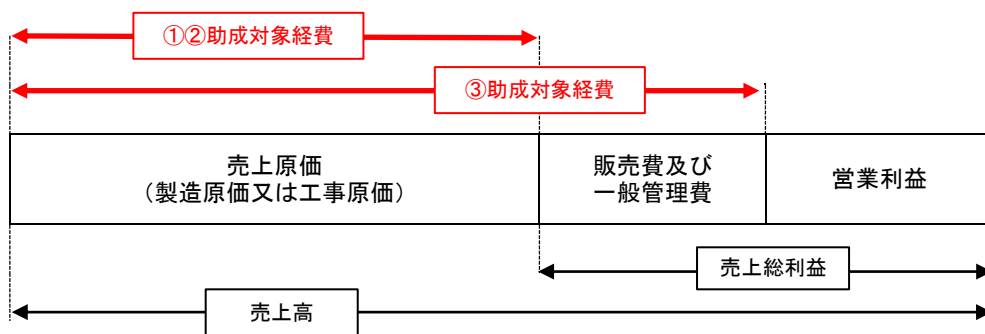 ①②助成対象経費
③助成対象経費
売上原価
（製造原価又は工事原価）
販売費及び
一般管理費
営業利益
売上総利益
売上高